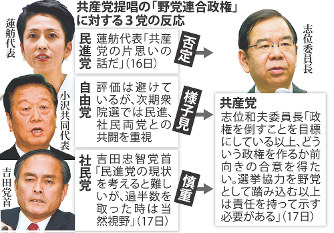 共産党提唱の「野党連合政権」
に対する3党の反応
蓮舫代表
民進党
蓮舫代表「共産
党の片思いの
話だ」(16日)
否定
小沢共同代表
自由党
評価は避けてい
るが、次期衆
院選では民進、
社民両党との
共闘を重視
様子見
吉田党首
社民党
吉田忠智党首
「民進党の現状
を考えると難し
いが、過半数を
取った時は当
然視野」(17日)
慎重
志位委員長
共産党
志位和夫委員長「政
権を倒すことを目標
にしている以上、どう
いう政権を作るか前
向きの合意を得たい。
選挙協力を野党
として踏み込む以上
は責任を持って示す
必要がある」(17日)